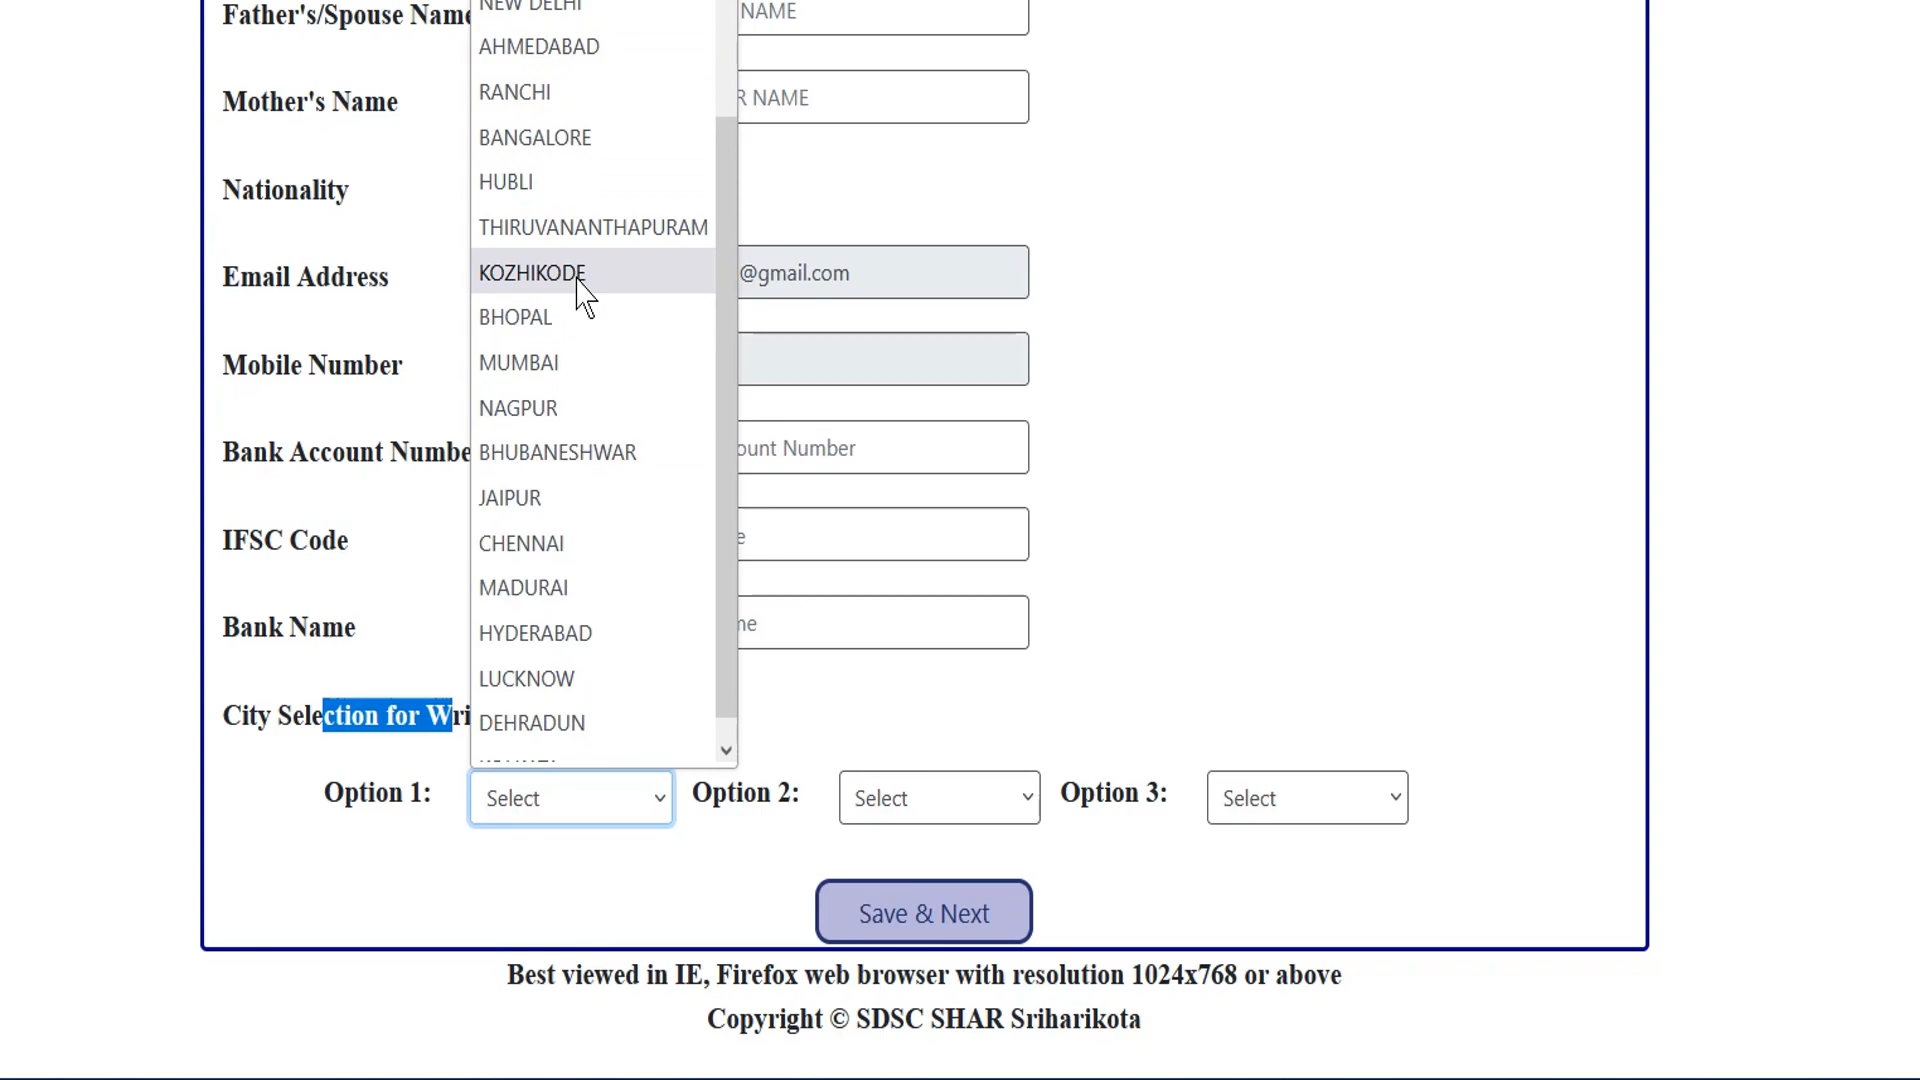 NEW DELHI
Father's/Spouse Name
NAME
AHMEDABAD
RANCHI
Mother's Name
R NAME
BANGALORE
HUBLI
Nationality
THIRUVANANTHAPURAM
KOZHIKODE
Email Address
@gmail.com
BHOPAL
MUMBAI
Mobile Number
NAGPUR
Bank Account Numbe
ount Number
BHUBANESHWAR
JAIPUR
IFSC Code
e
CHENNAI
MADURAI
HYDERABAD
Bank Name
me
LUCKNOW
City Selection for Wri
DEHRADUN
Option 1: Select Option 2: Select Option 3: Select
Save & Next
Best viewed in IE, Firefox web browser with resolution 1024x768 or above
Copyright © SDSC SHAR Sriharikota